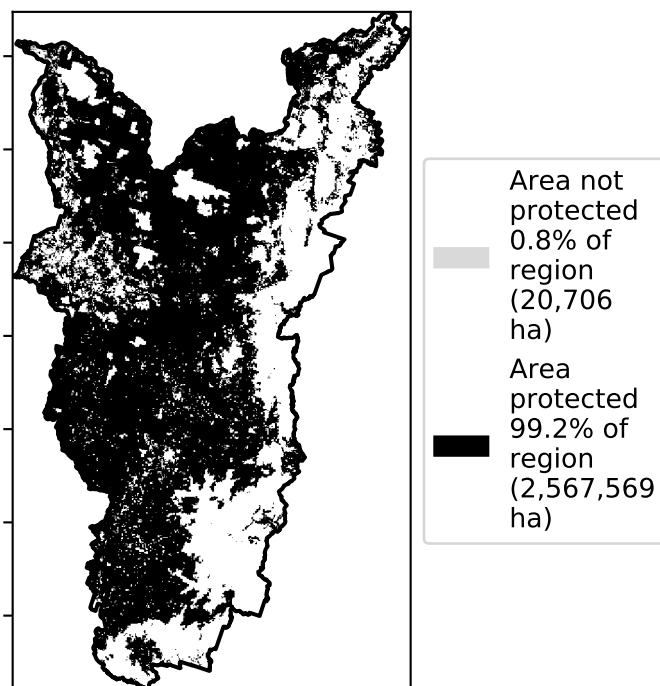 Area not
protected
0.8% of
region
(20,706
ha)
Area
protected
99.2% of
region
(2,567,569
ha)